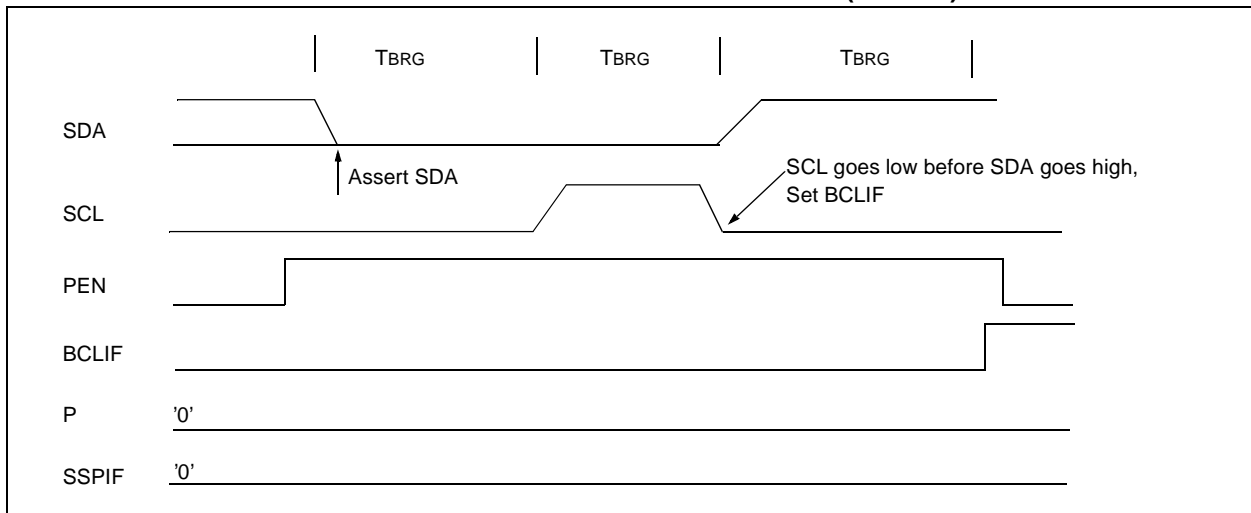 TBRG TBRG TBRG
SDA
Assert SDA
SCL goes low before SDA goes high,
Set BCLIF
SCL
PEN
BCLIF
P '0'
SSPIF '0'